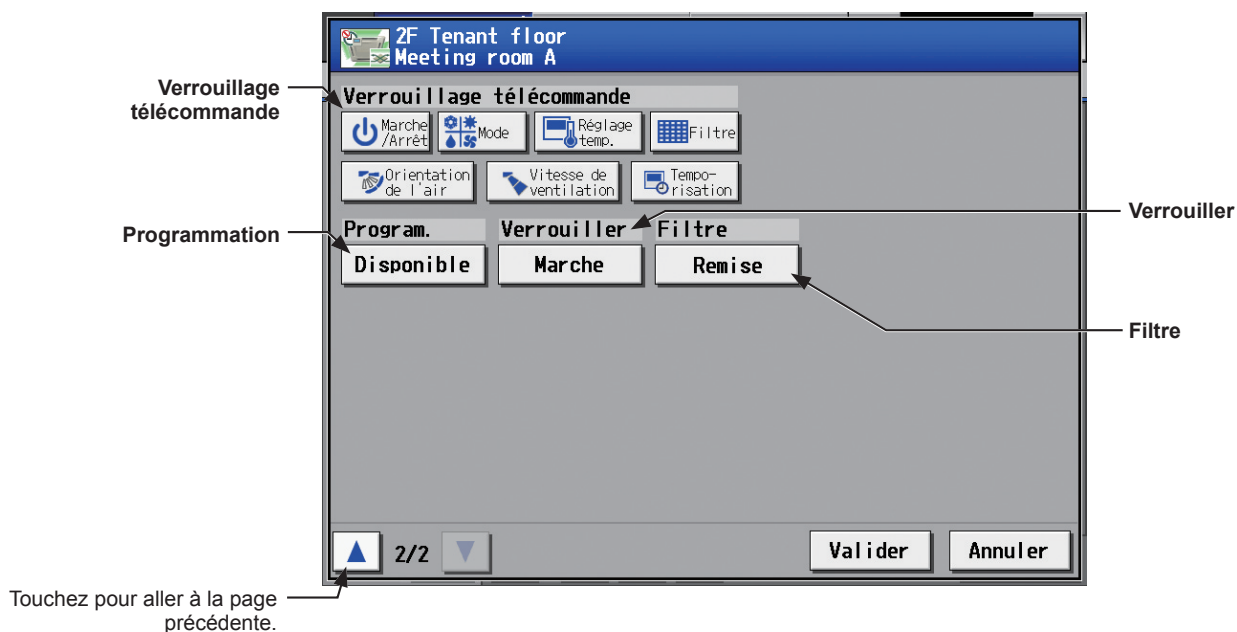 2F Tenant floor
Meeting room A
Verrouillage
télécommande
Verrouillage télécommande
Marche
/Arrêt
Mode
Réglage
temp.
Filtre
Orientation
de l'air
Vitesse de
ventilation
Tempo-
risation
Programmation
Program.
Verrouiller
Filtre
Verrouiller
Disponible
Marche
Remise
Filtre
2/2
Valider
Annuler
Touchez pour aller à la page
précédente.